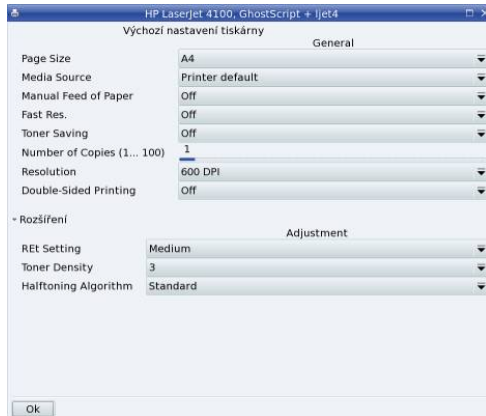 HP LaserJet 4100, GhostScript + ljet4
Výchozí nastavení tiskárny
General
Page Size A4
Media Source Printer default
Manual Feed of Paper Off
Fast Res. Off
Toner Saving Off
Number of Copies (1... 100) 1
Resolution 600 DPI
Double-Sided Printing Off
Rozšíření
Adjustment
REt Setting Medium
Toner Density 3
Halftoning Algorithm Standard
Ok